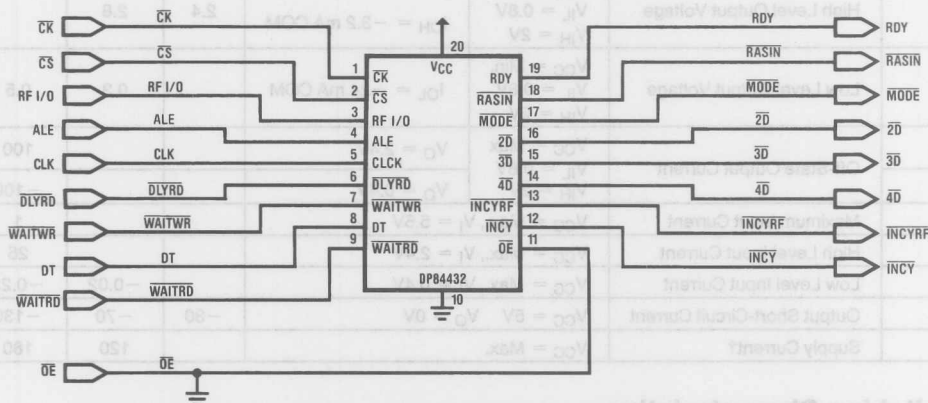 CK CK
CS CS
RF I/O RF I/O
ALE ALE
CLK CLK
DLYRD DLYRD
WAITWR WAITWR
DT DT
WAITRD WAITRD
OE OE
20
VCC
1 CK
2 CS
3 RF I/O
4 ALE
5 CLCK
6 DLYRD
7 WAITWR
8 DT
9 WAITRD
RDY 19
RASIN 18
MODE 17
2D 16
3D 15
4D 14
INCYRF 13
INCY 12
OE 11
DP84432
10
RDY RDY
RASIN RASIN
MODE MODE
2D 2D
3D 3D
4D 4D
INCYRF INCYRF
INCY INCY